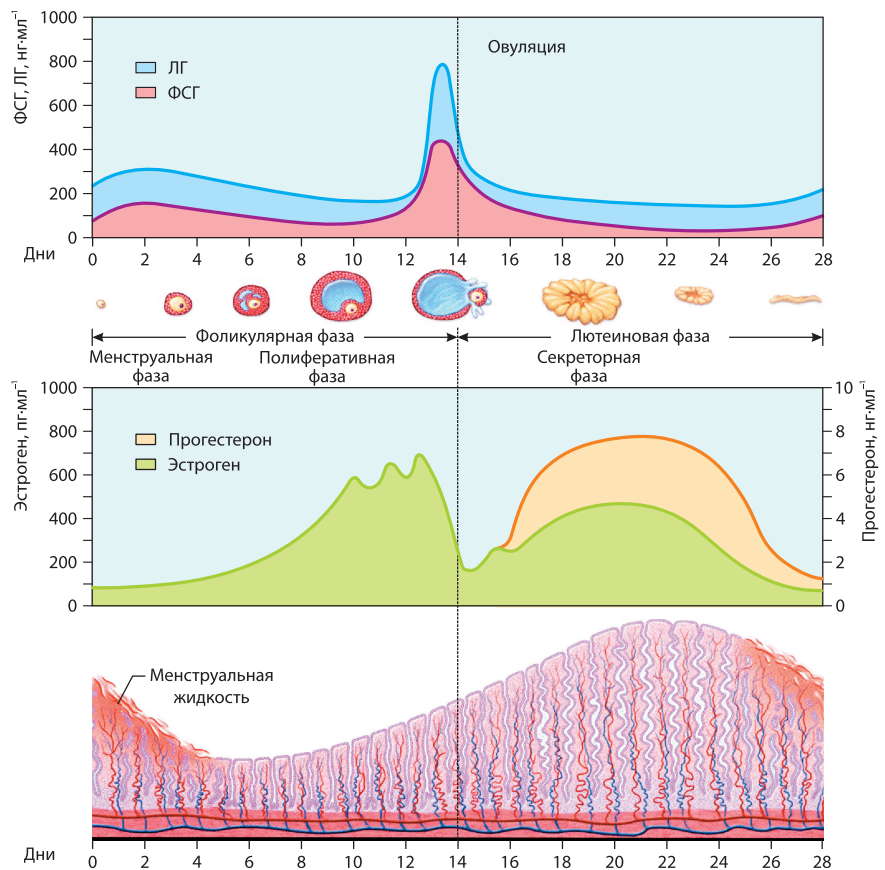 ФСГ, ЛГ, нг·мл⁻¹
1000
800
600
400
200
0
ЛГ
ФСГ
Овуляция
Дни
0 2 4 6 8 10 12 14 16 18 20 22 24 26 28
Фоликулярная фаза
Лютеиновая фаза
Менструальная
фаза
Полиферативная
фаза
Секреторная
фаза
Эстроген, пг·мл⁻¹
1000
800
600
400
200
0
Прогестерон
Эстроген
10
8
6
4
2
0
Прогестерон, нг·мл⁻¹
Менструальная
жидкость
Дни
0 2 4 6 8 10 12 14 16 18 20 22 24 26 28